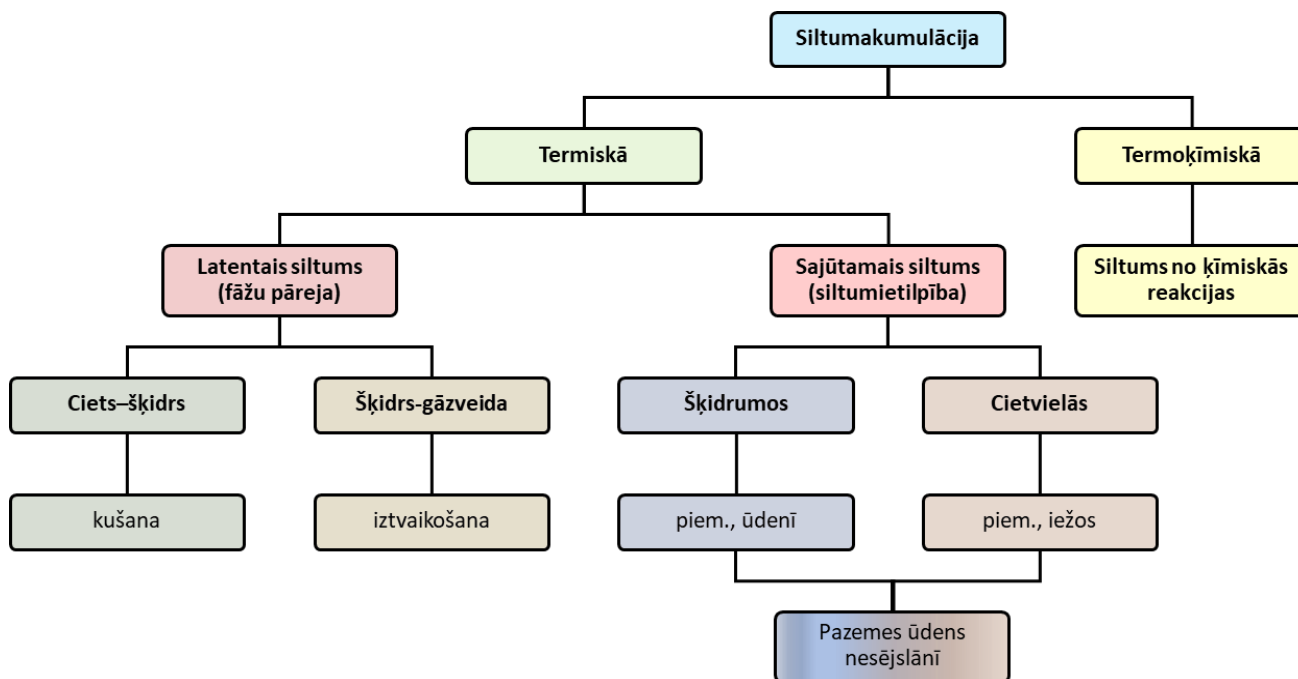 Siltumakumulācija
Termiskā
Termoķīmiskā
Latentais siltums
(fāžu pāreja)
Sajūtamais siltums
(siltumietilpība)
Siltums no ķīmiskās
reakcijas
Ciets–šķidrs
Šķidrs-gāzveida
Šķidrumos
Cietvielās
kušana
iztvaikošana
piem., ūdenī
piem., iežos
Pazemes ūdens
nesējslānī